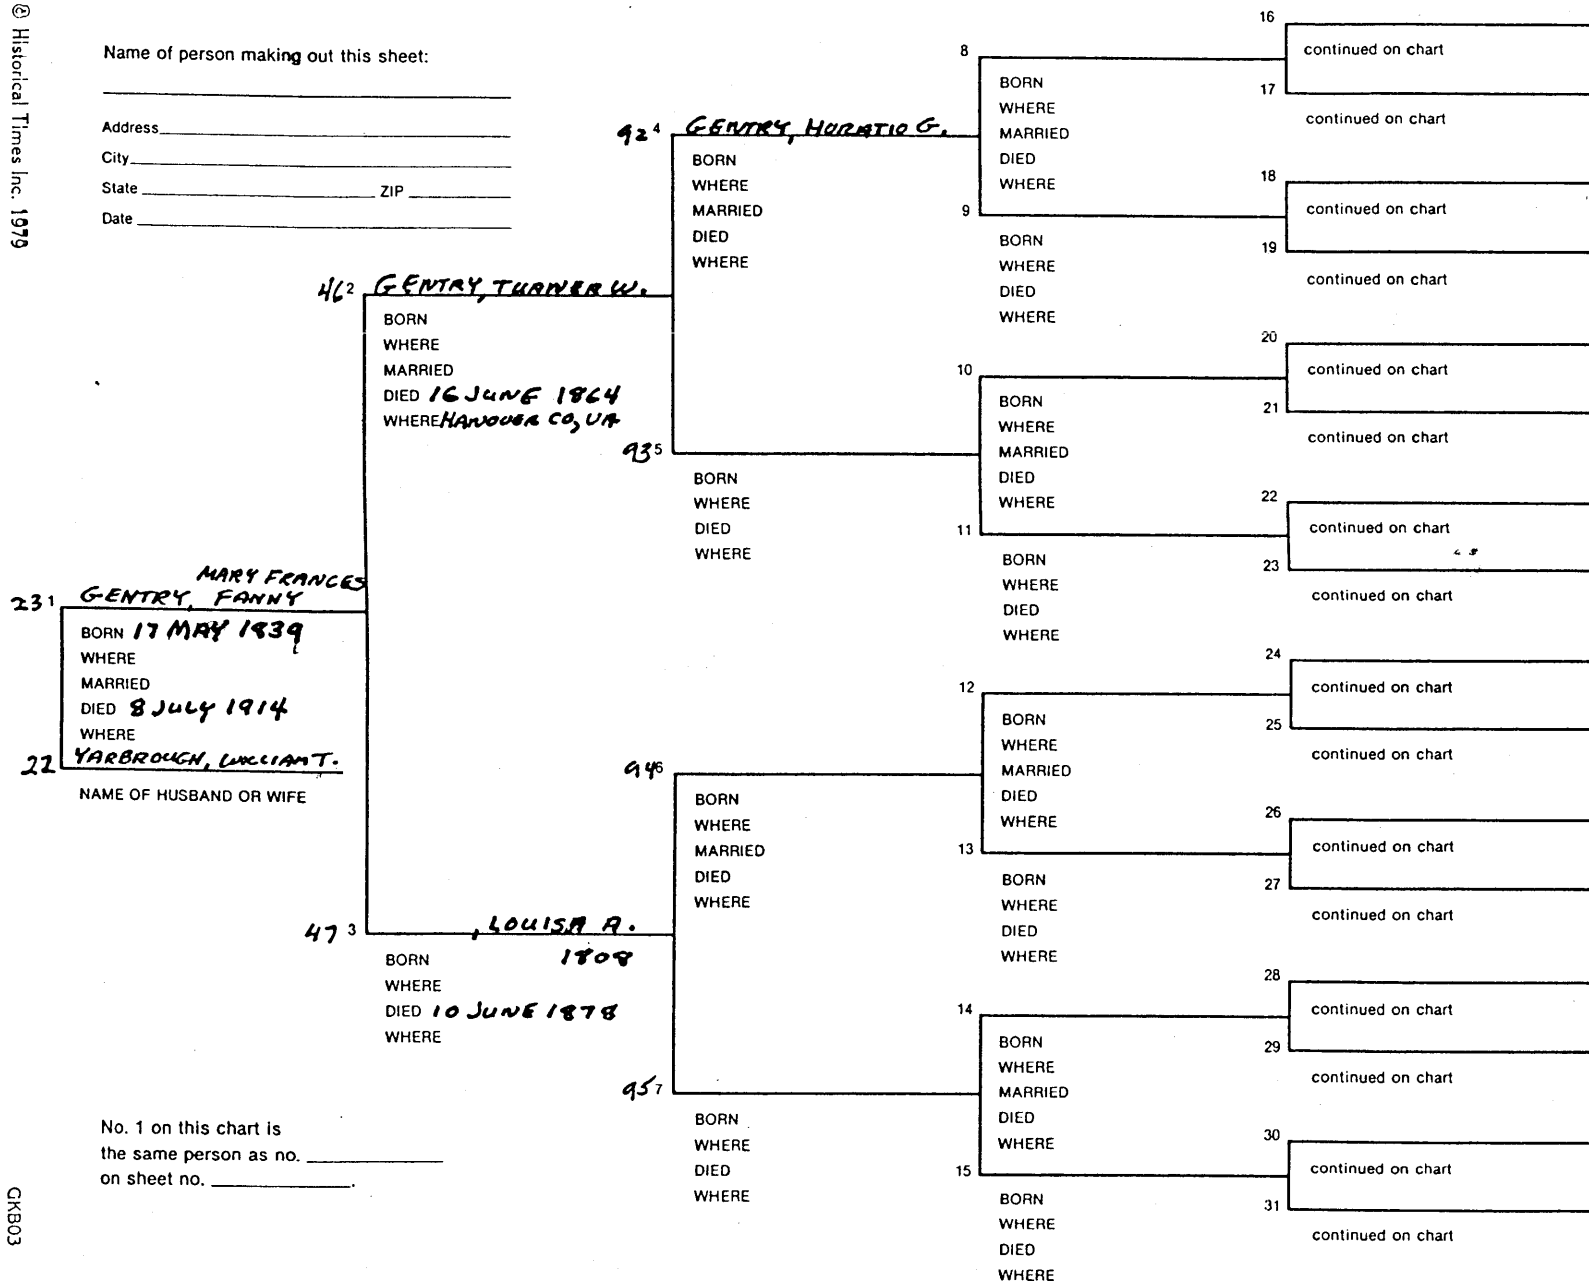 © Historical Times Inc. 1979
Name of person making out this sheet:
Address
City
State ZIP
Date
23 1 GENTRY, FANNY
MARY FRANCES
BORN 17 MAY 1839
WHERE
MARRIED
DIED 8 JULY 1914
WHERE
22 YARBROUGH, WILLIAM T.
NAME OF HUSBAND OR WIFE
No. 1 on this chart is
the same person as no.
on sheet no. .
GKB03
46 2 GENTRY, TURNER W.
BORN
WHERE
MARRIED
DIED 16 JUNE 1864
WHERE HANOVER CO, VA
47 3 , LOUISA A.
BORN 1808
WHERE
DIED 10 JUNE 1878
WHERE
92 4 GENTRY, HORATIO G.
BORN
WHERE
MARRIED
DIED
WHERE
93 5
BORN
WHERE
DIED
WHERE
94 6
BORN
WHERE
MARRIED
DIED
WHERE
95 7
BORN
WHERE
DIED
WHERE
8
BORN
WHERE
MARRIED
DIED
WHERE
9
BORN
WHERE
DIED
WHERE
10
BORN
WHERE
MARRIED
DIED
WHERE
11
BORN
WHERE
DIED
WHERE
12
BORN
WHERE
MARRIED
DIED
WHERE
13
BORN
WHERE
DIED
WHERE
14
BORN
WHERE
MARRIED
DIED
WHERE
15
BORN
WHERE
DIED
WHERE
16
continued on chart
17
continued on chart
18
continued on chart
19
continued on chart
20
continued on chart
21
continued on chart
22
continued on chart
23
continued on chart
24
continued on chart
25
continued on chart
26
continued on chart
27
continued on chart
28
continued on chart
29
continued on chart
30
continued on chart
31
continued on chart